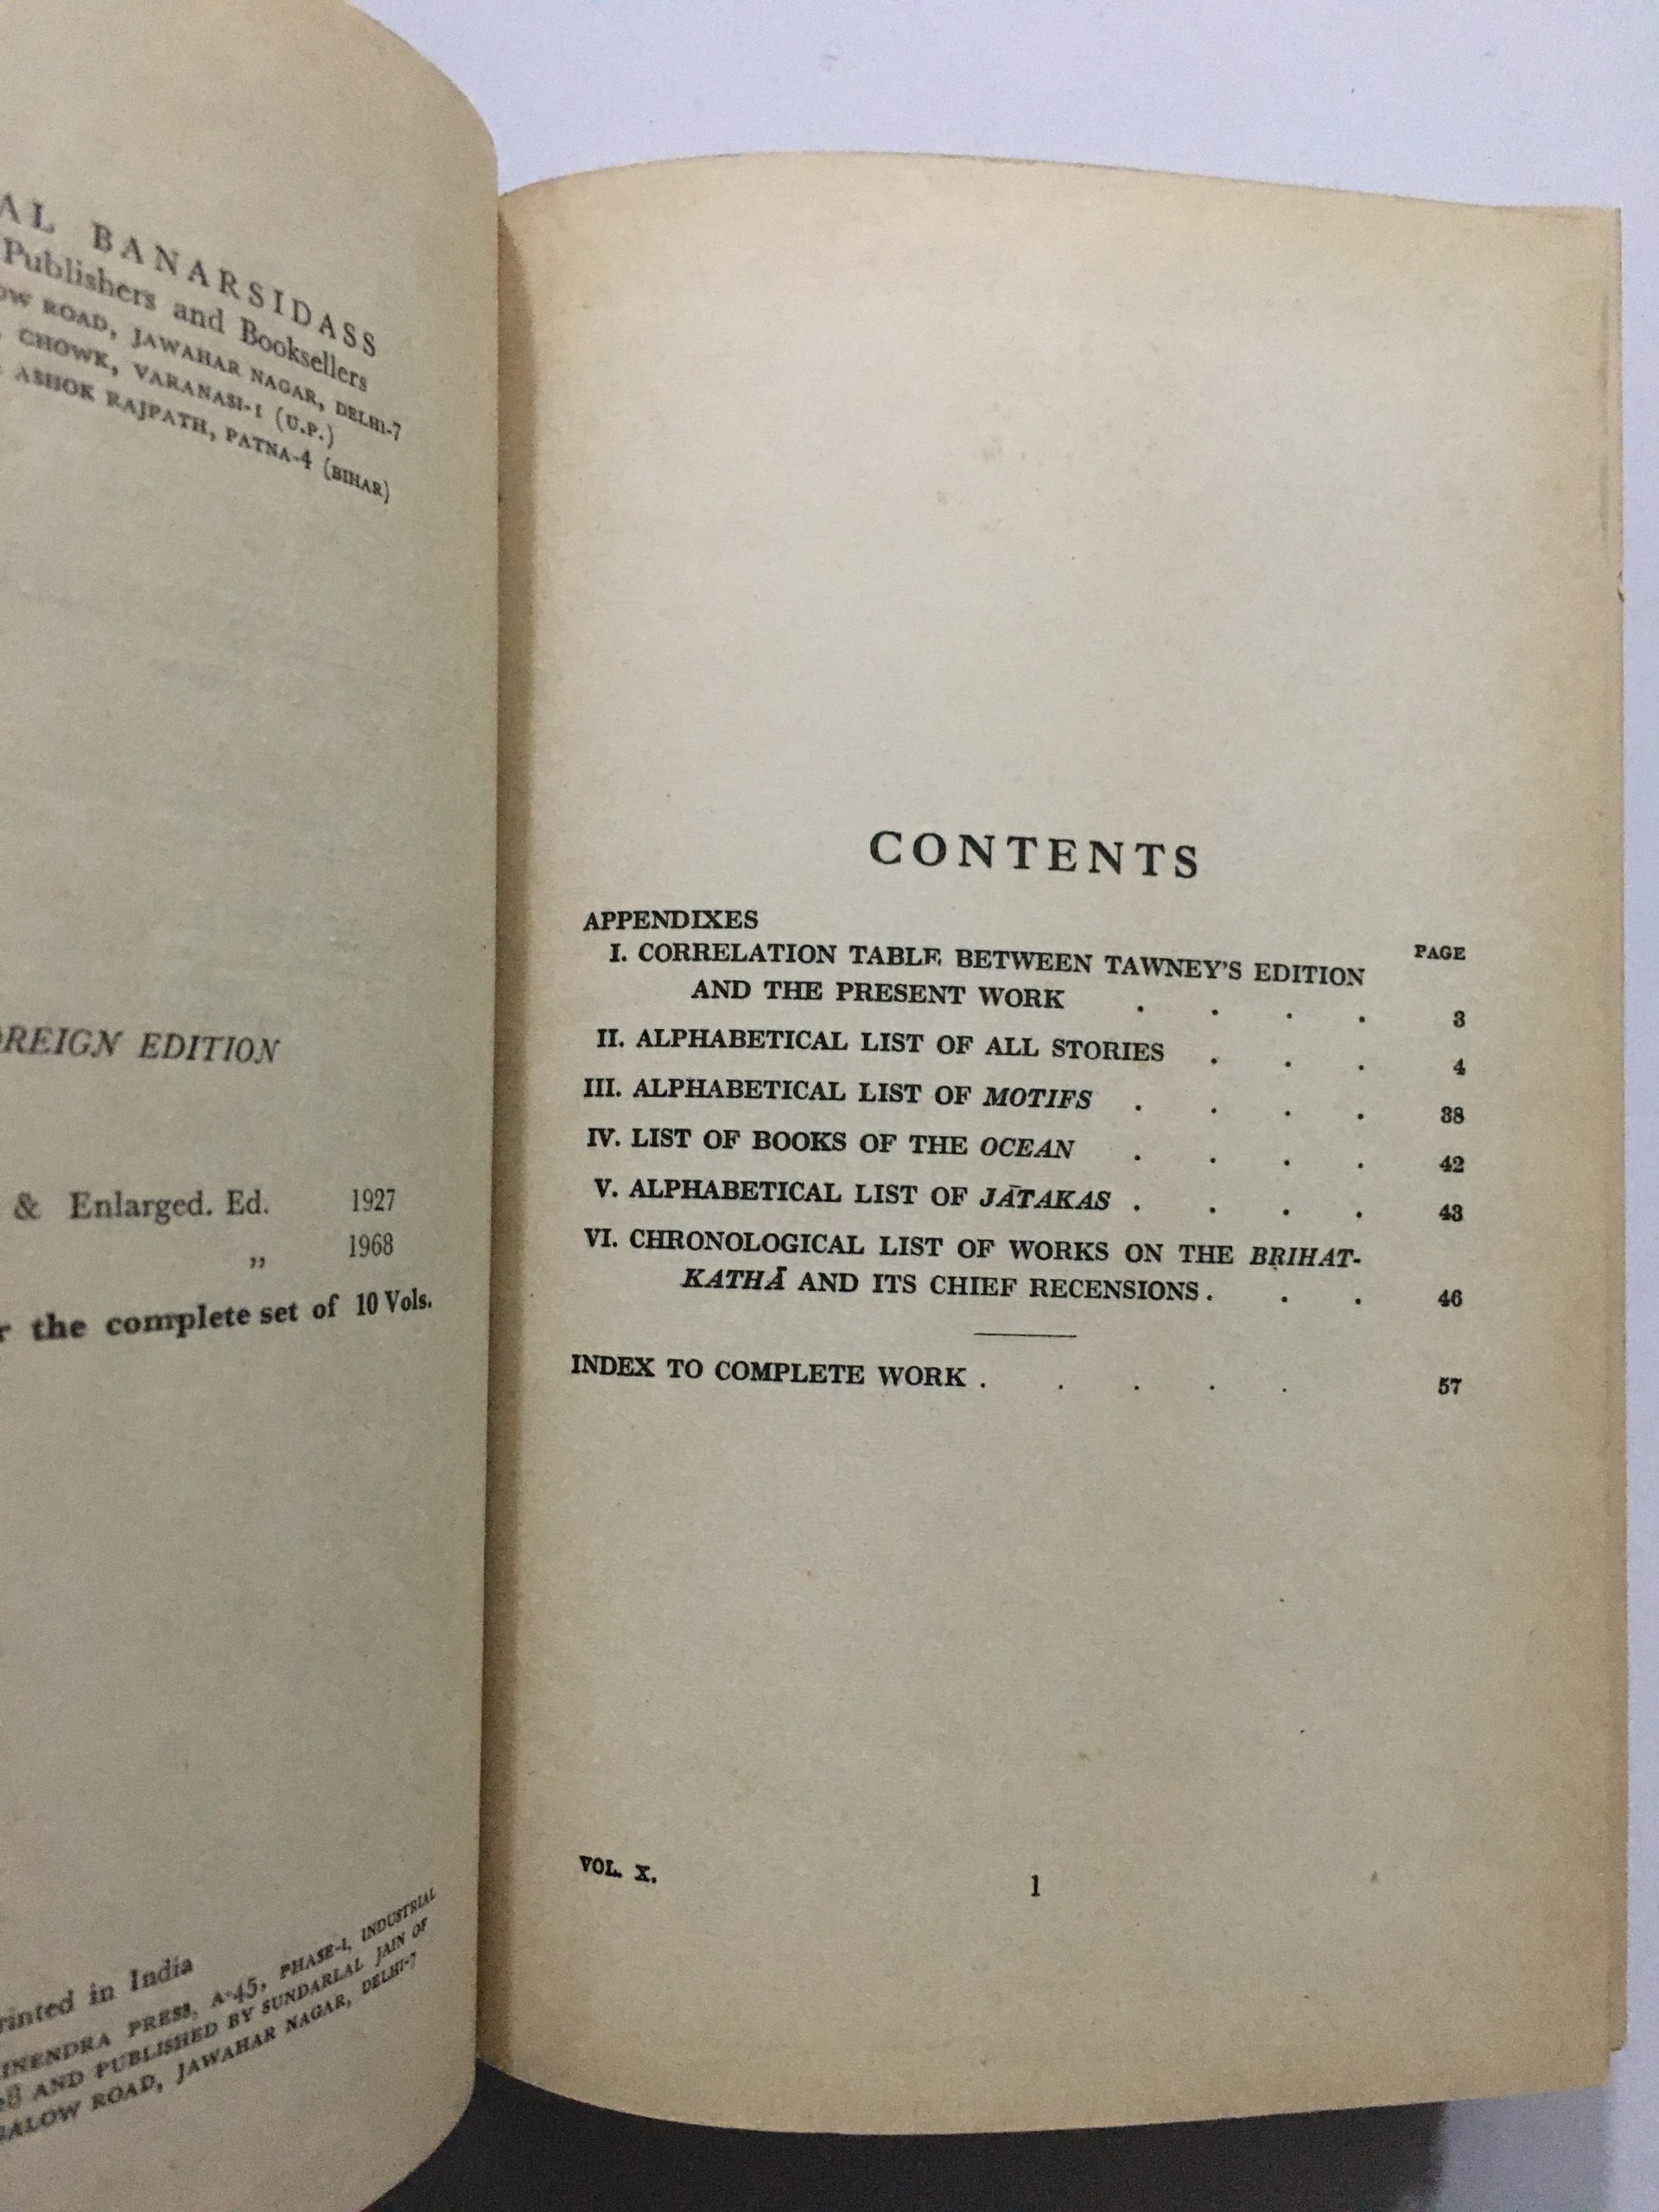 AL BANARSIDASS
Publishers and Booksellers
ROAD, JAWAHAR NAGAR, DELHI-7
CHOWK, VARANASI-1 (U.P.)
ASHOK RAJPATH, PATNA-4 (BIHAR)
OREIGN EDITION
& Enlarged. Ed. 1927
„ 1968
the complete set of 10 Vols.
rinted in India
INENDRA PRESS, A-45, PHASE-1, INDUSTRIAL
AND PUBLISHED BY SUNDARLAL JAIN OF
GALOW ROAD, JAWAHAR NAGAR, DELHI-7
CONTENTS
APPENDIXES
PAGE
I. CORRELATION TABLE BETWEEN TAWNEY'S EDITION
AND THE PRESENT WORK . . . . 3
II. ALPHABETICAL LIST OF ALL STORIES . . . 4
III. ALPHABETICAL LIST OF MOTIFS . . . . 38
IV. LIST OF BOOKS OF THE OCEAN . . . . 42
V. ALPHABETICAL LIST OF JĀTAKAS . . . . 43
VI. CHRONOLOGICAL LIST OF WORKS ON THE BṚIHAT-
KATHĀ AND ITS CHIEF RECENSIONS . . . 46
INDEX TO COMPLETE WORK . . . . . 57
VOL. X. 1